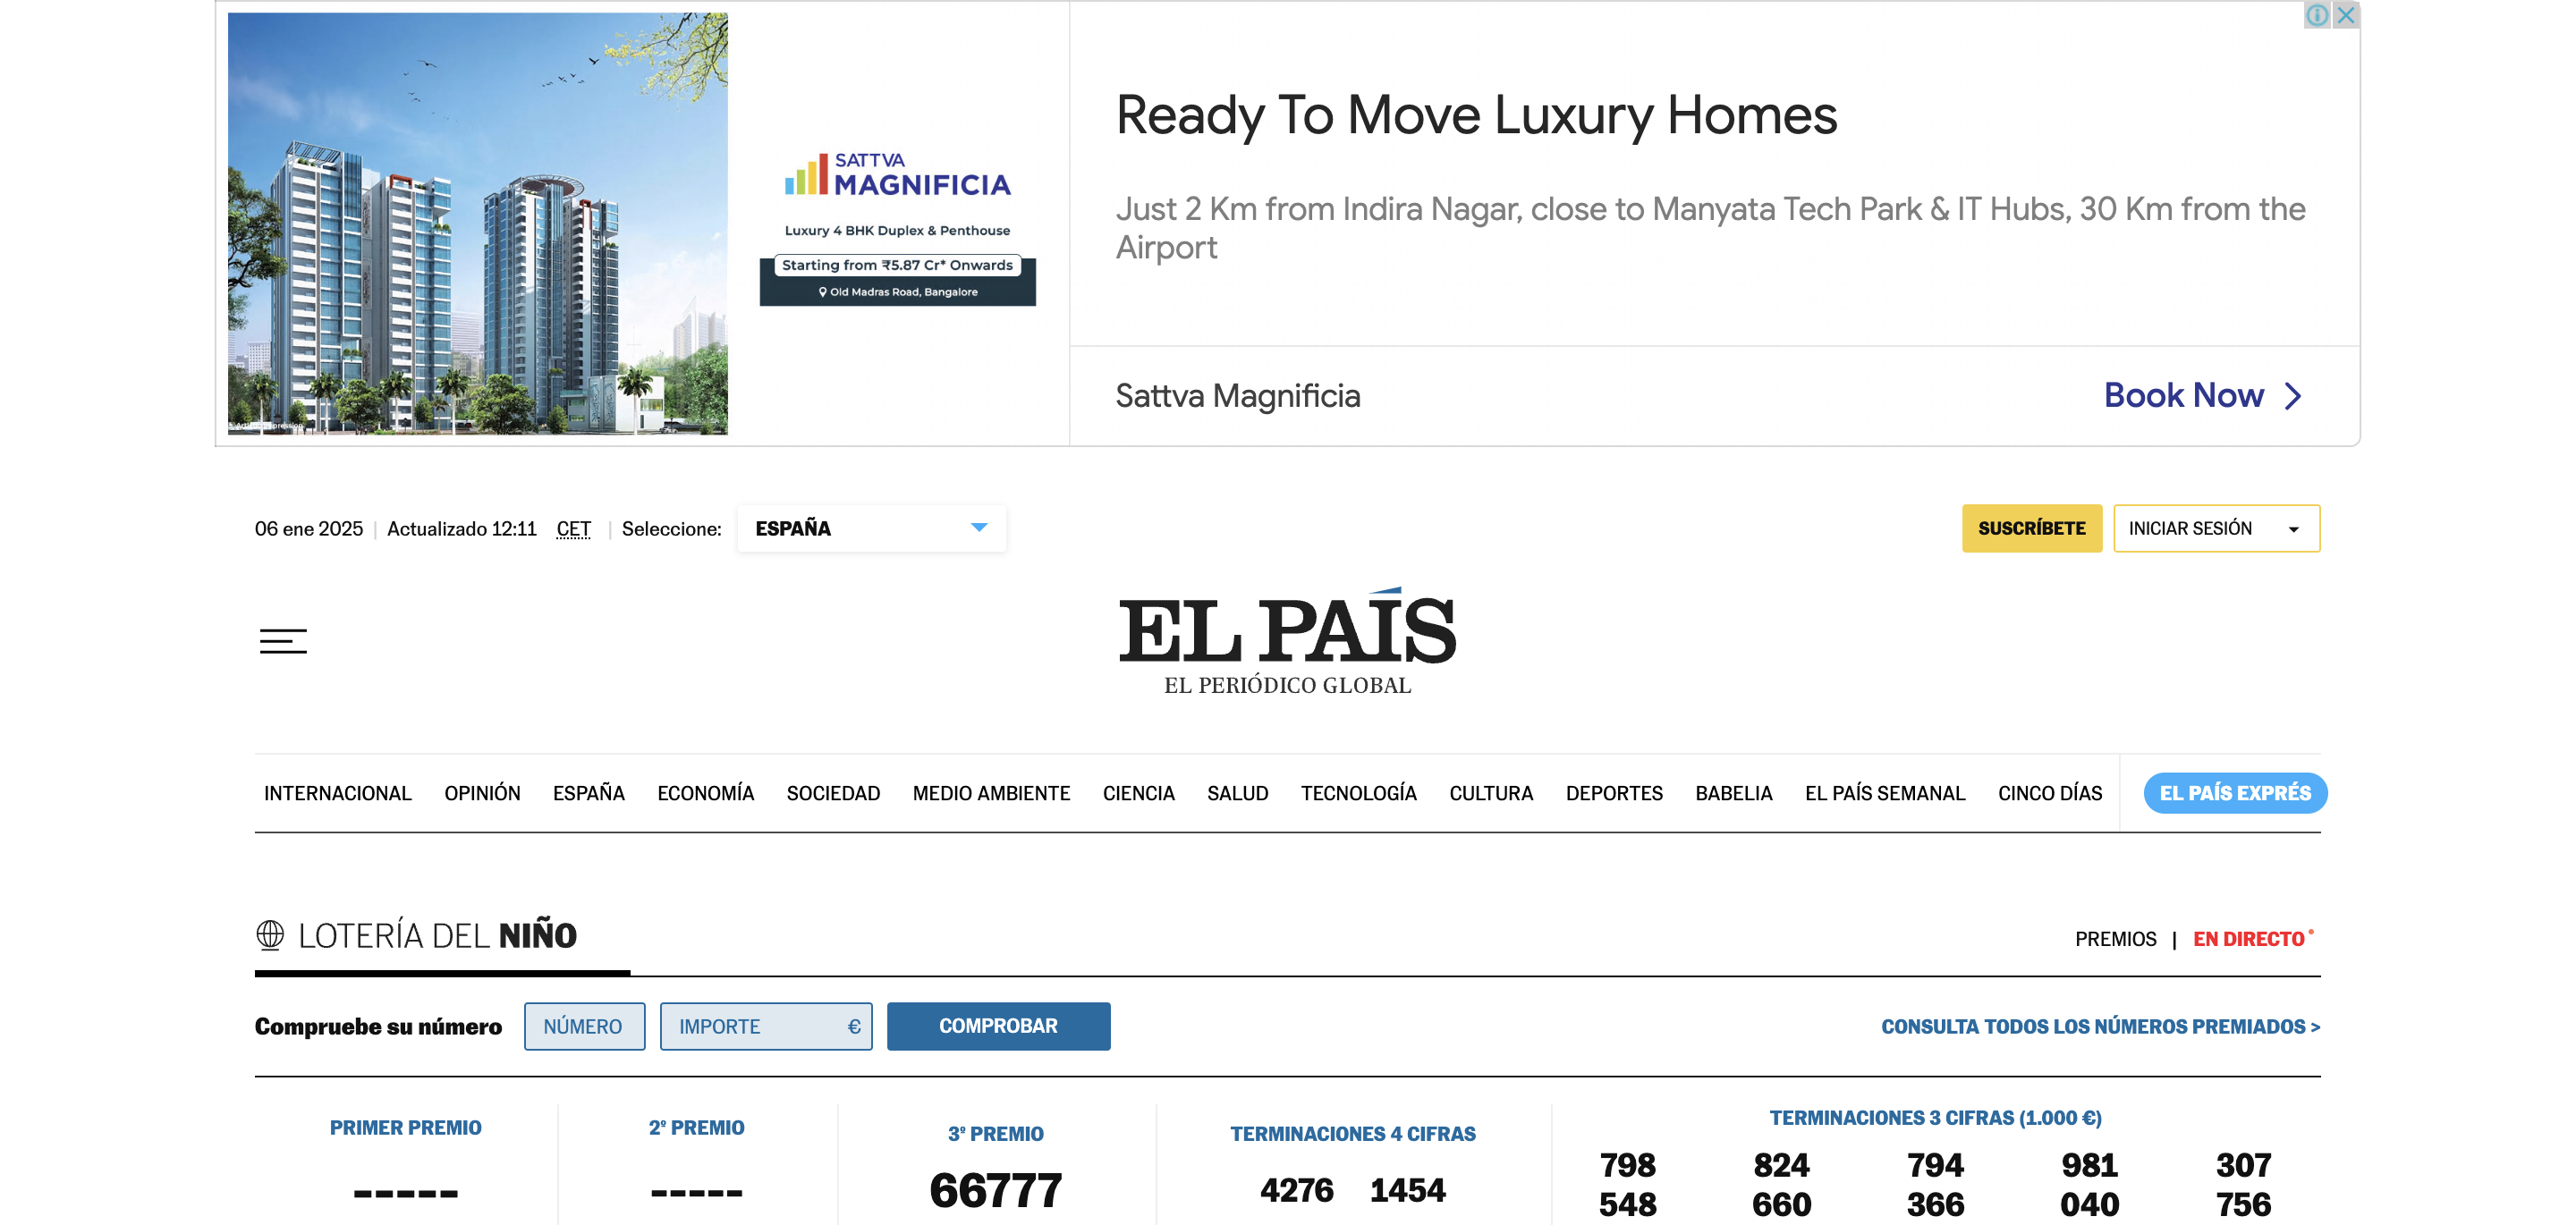 SATTVA
MAGNIFICIA
Luxury 4 BHK Duplex & Penthouse
Starting from ₹5.87 Cr* Onwards
Old Madras Road, Bangalore
Ready To Move Luxury Homes
Just 2 Km from Indira Nagar, close to Manyata Tech Park & IT Hubs, 30 Km from the
Airport
Sattva Magnificia
Book Now
06 ene 2025 | Actualizado 12:11 CET | Seleccione: ESPAÑA
SUSCRÍBETE
INICIAR SESIÓN
EL PAÍS
EL PERIÓDICO GLOBAL
INTERNACIONAL OPINIÓN ESPAÑA ECONOMÍA SOCIEDAD MEDIO AMBIENTE CIENCIA SALUD TECNOLOGÍA CULTURA DEPORTES BABELIA EL PAÍS SEMANAL CINCO DÍAS EL PAÍS EXPRÉS
LOTERÍA DEL NIÑO
PREMIOS | EN DIRECTO
Compruebe su número NÚMERO IMPORTE € COMPROBAR
CONSULTA TODOS LOS NÚMEROS PREMIADOS >
PRIMER PREMIO
-----
2º PREMIO
-----
3º PREMIO
66777
TERMINACIONES 4 CIFRAS
4276 1454
TERMINACIONES 3 CIFRAS (1.000 €)
798 824 794 981 307
548 660 366 040 756